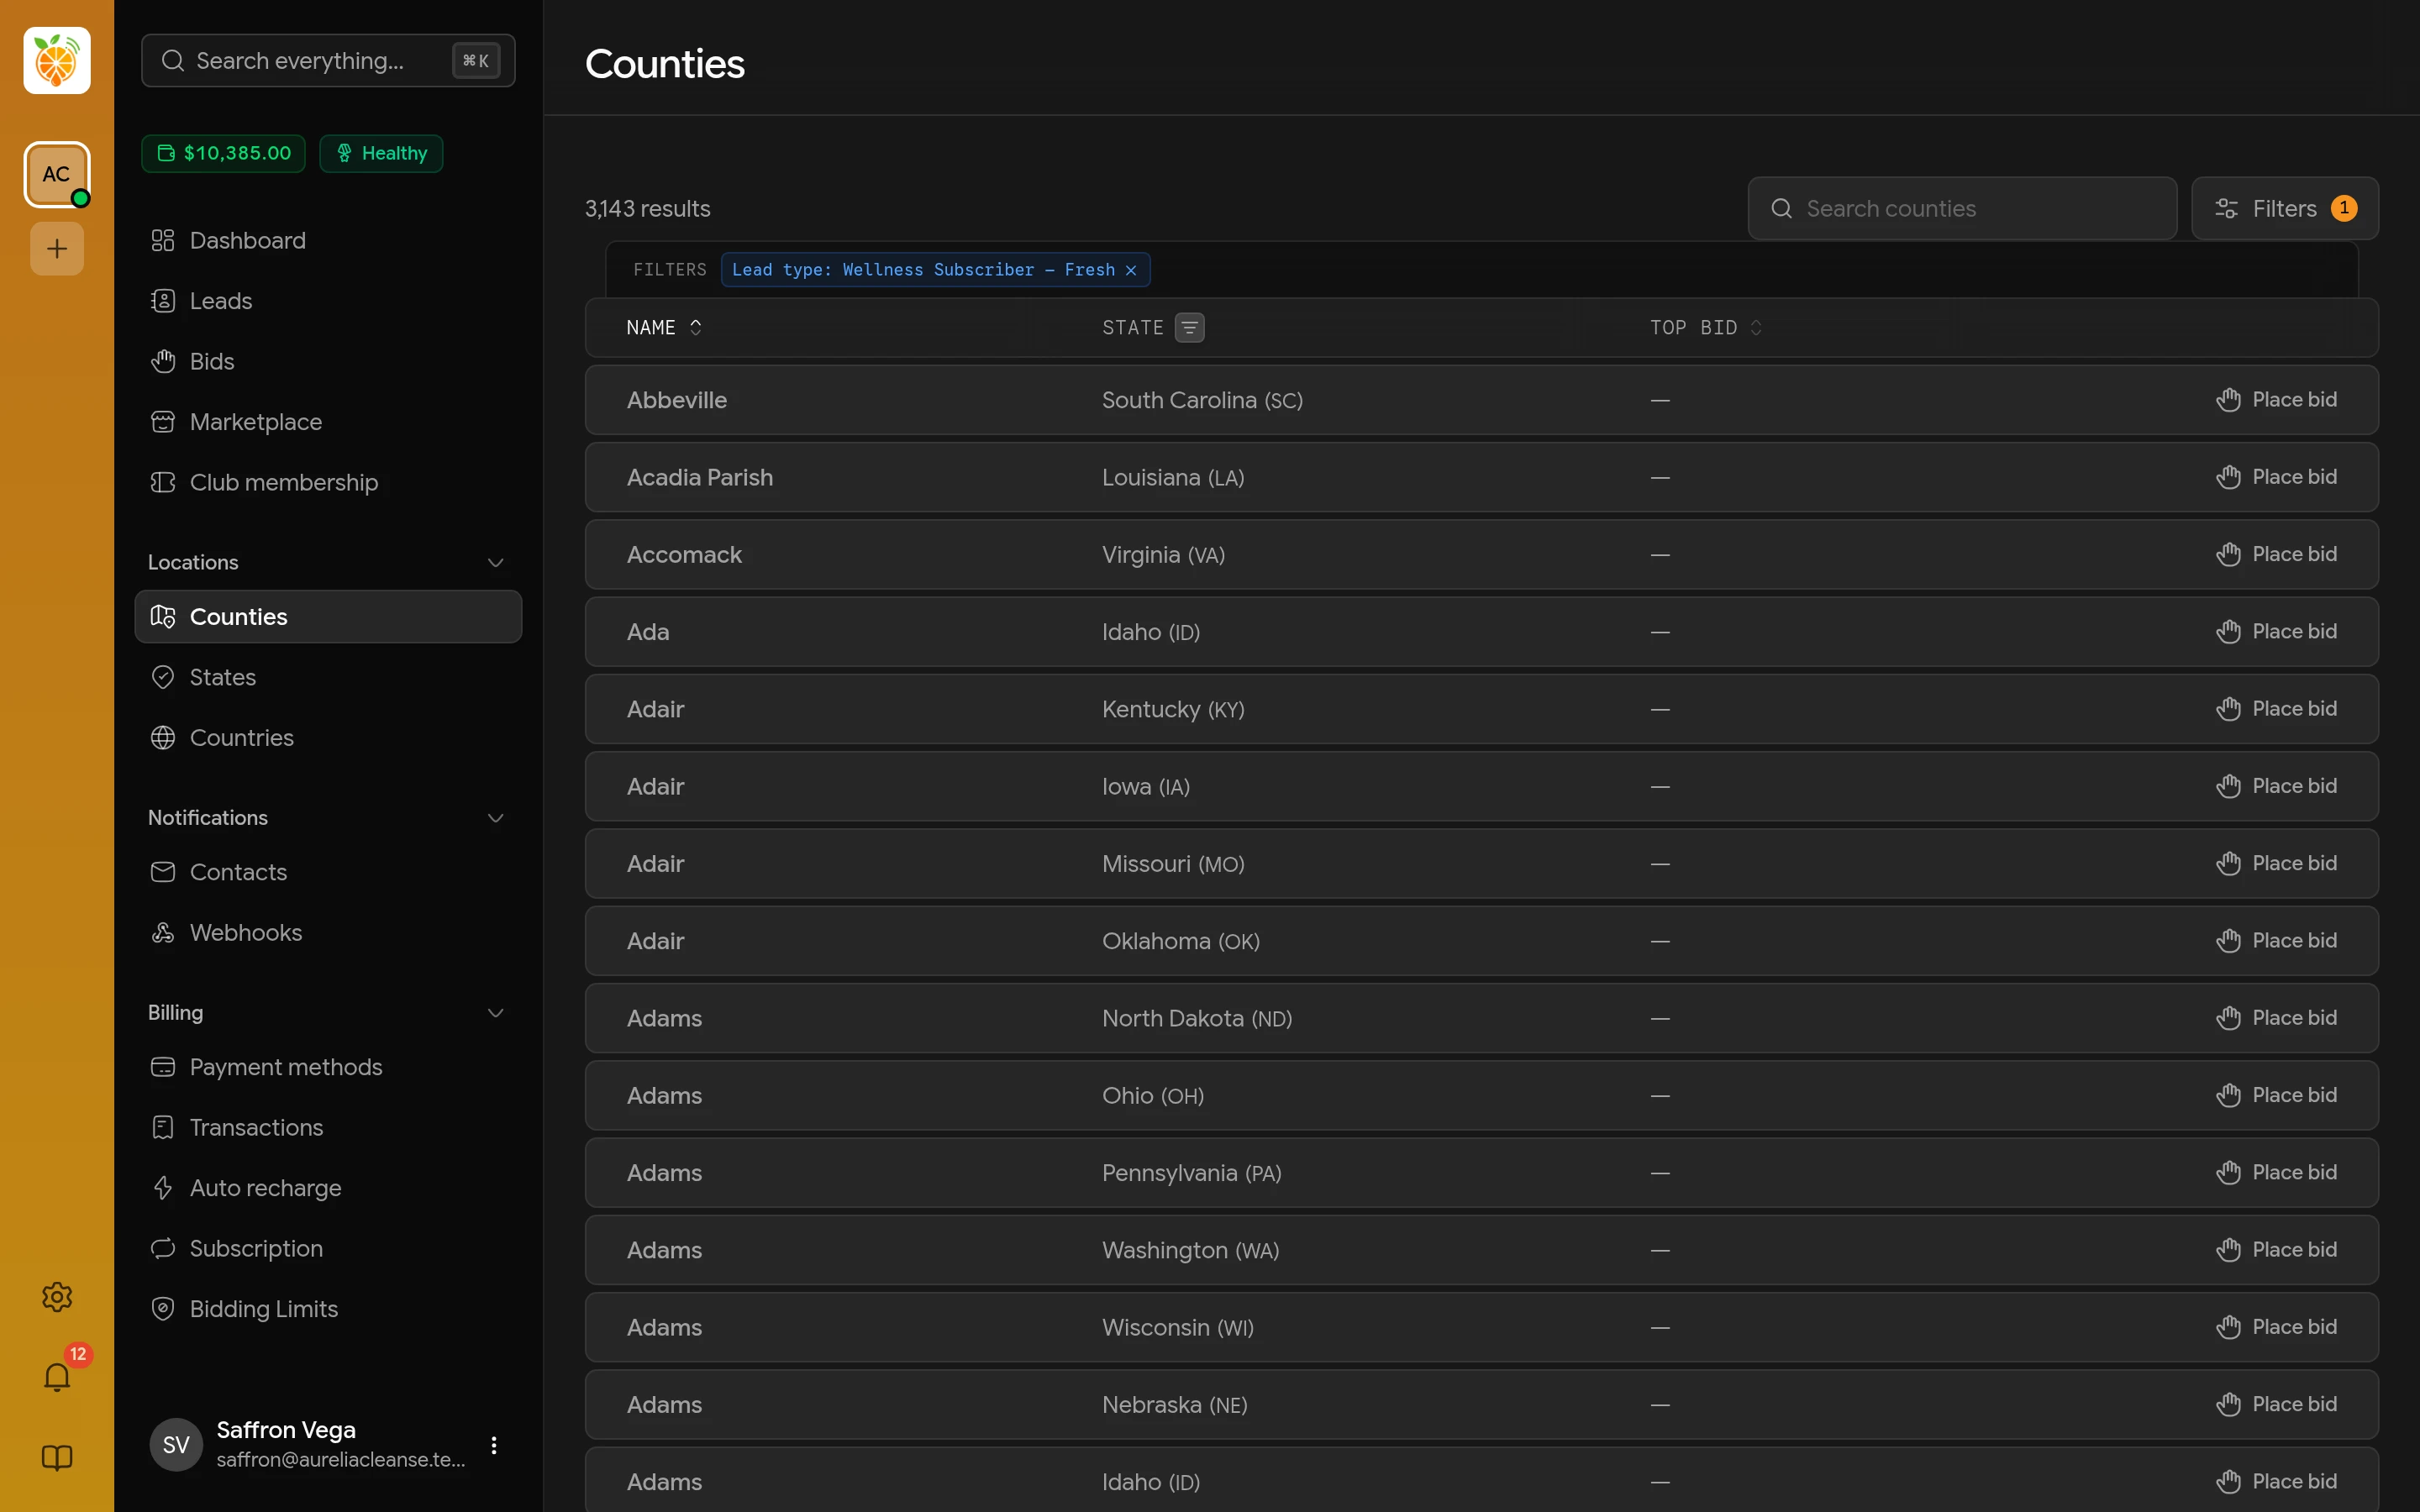 Search everything... ⌘K
$10,385.00 Healthy
AC
Dashboard
Leads
Bids
Marketplace
Club membership
Locations
Counties
States
Countries
Notifications
Contacts
Webhooks
Billing
Payment methods
Transactions
Auto recharge
Subscription
Bidding Limits
12
SV
Saffron Vega
saffron@aureliacleanse.te...
Counties
3,143 results
Search counties
Filters 1
FILTERS Lead type: Wellness Subscriber – Fresh
NAME STATE TOP BID
Abbeville South Carolina (SC) — Place bid
Acadia Parish Louisiana (LA) — Place bid
Accomack Virginia (VA) — Place bid
Ada Idaho (ID) — Place bid
Adair Kentucky (KY) — Place bid
Adair Iowa (IA) — Place bid
Adair Missouri (MO) — Place bid
Adair Oklahoma (OK) — Place bid
Adams North Dakota (ND) — Place bid
Adams Ohio (OH) — Place bid
Adams Pennsylvania (PA) — Place bid
Adams Washington (WA) — Place bid
Adams Wisconsin (WI) — Place bid
Adams Nebraska (NE) — Place bid
Adams Idaho (ID) — Place bid